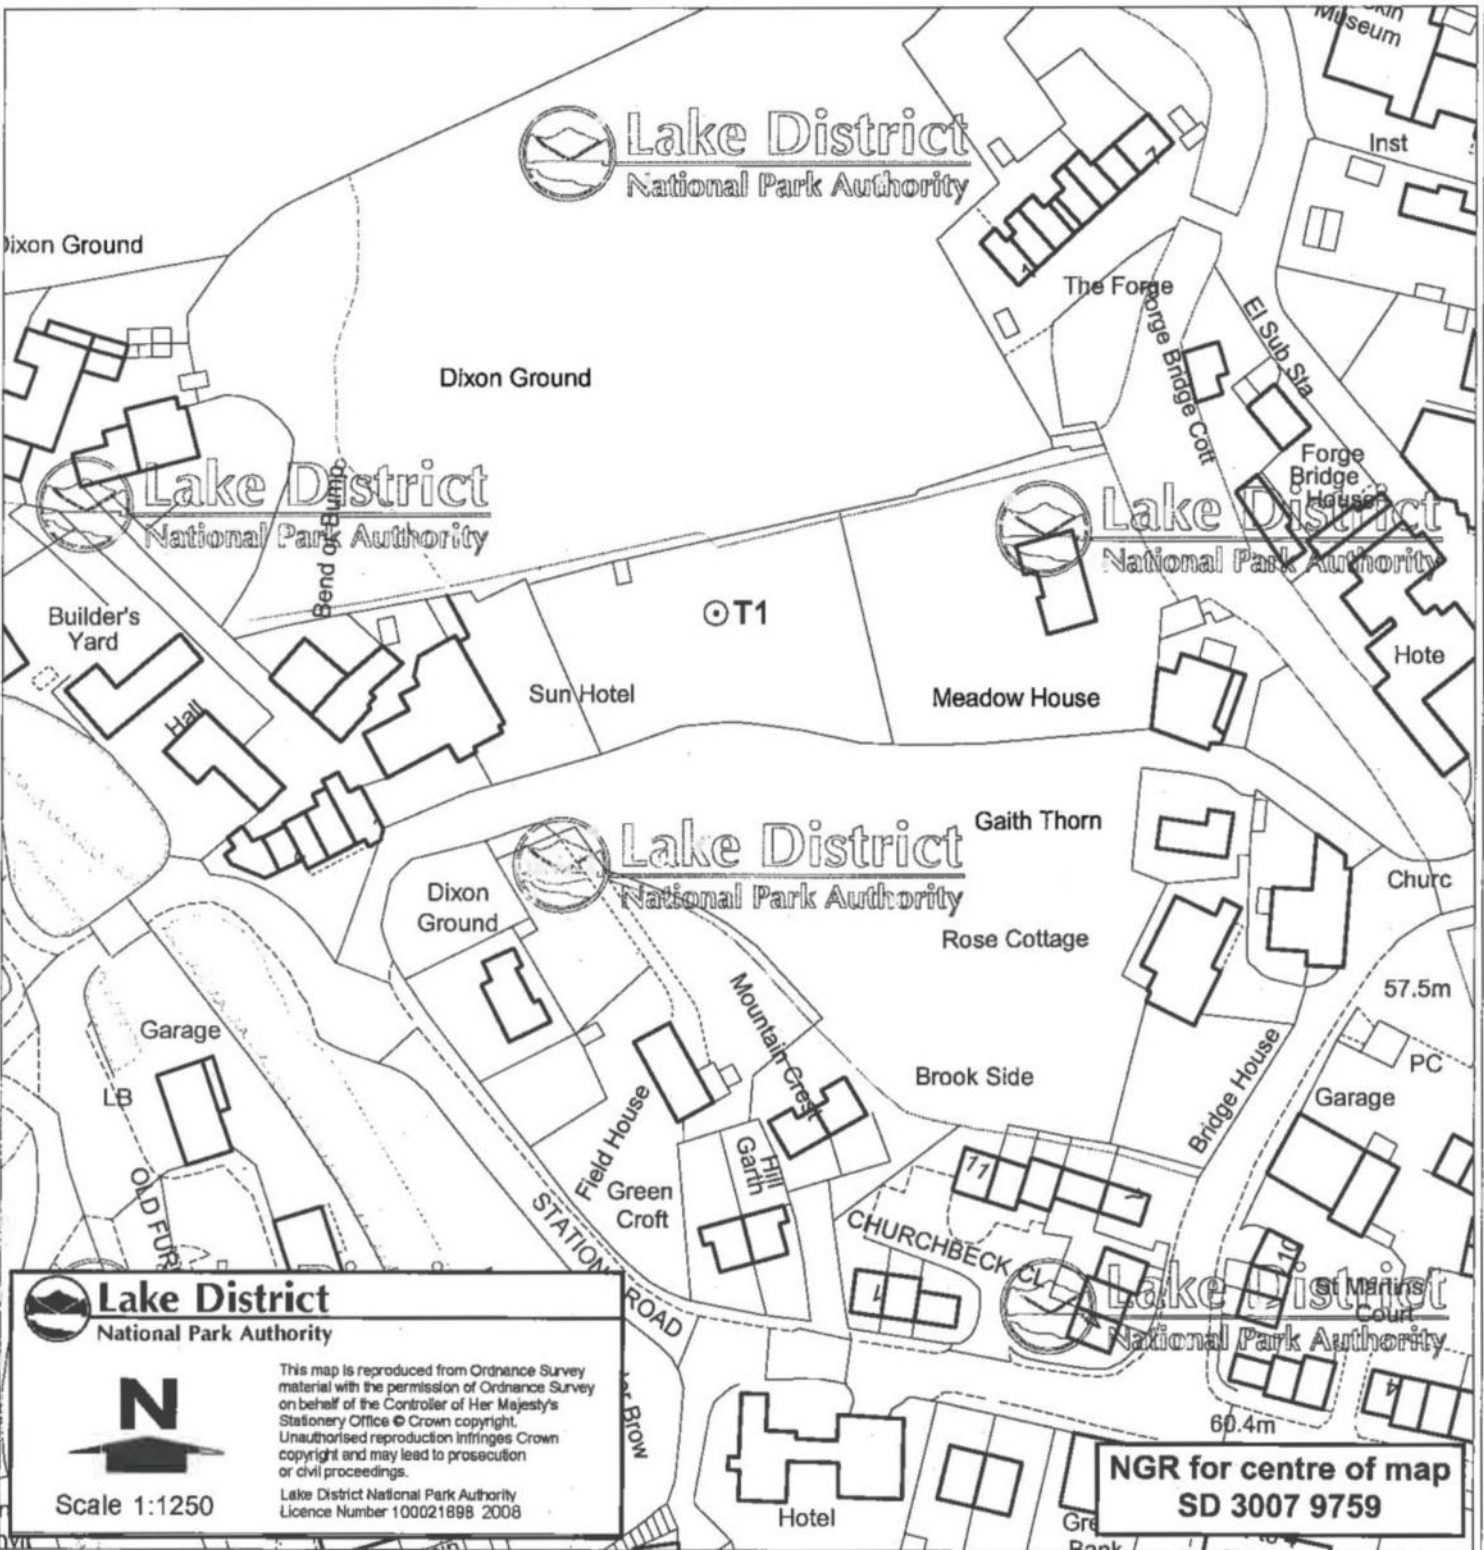 Museum
Inst
Lake District
National Park Authority
Dixon Ground
The Forge
Forge Bridge Cott
El Sub Sta
Dixon Ground
Forge
Bridge
House
Lake District
National Park Authority
Bend or Bump
Lake District
National Park Authority
Builder's
Yard
T1
Hall
Sun Hotel
Meadow House
Hote
Gaith Thorn
Lake District
National Park Authority
Churc
Dixon
Ground
Rose Cottage
57.5m
Mountain Crest
Garage
Brook Side
PC
LB
Bridge House
Garage
Field House
Hill
Garth
11
7
Green
Croft
OLD FUR
STATION ROAD
CHURCHBECK CL
1
10
St Martins
Court
Lake District
National Park Authority
4
60.4m
Hotel
Gre
Bank
Lake District
National Park Authority
N
Scale 1:1250
This map is reproduced from Ordnance Survey
material with the permission of Ordnance Survey
on behalf of the Controller of Her Majesty's
Stationery Office © Crown copyright.
Unauthorised reproduction infringes Crown
copyright and may lead to prosecution
or civil proceedings.
Lake District National Park Authority
Licence Number 100021698 2008
NGR for centre of map
SD 3007 9759